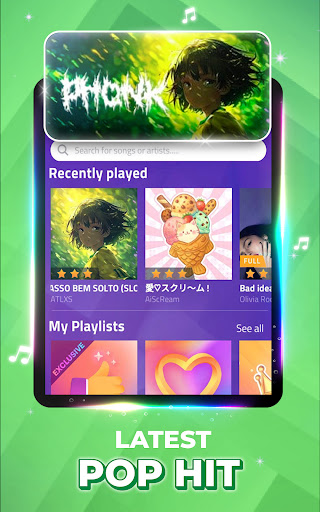 PHONK
Search for songs or artists....
Recently played
FULL
ASSO BEM SOLTO (SLC
愛♡スクリ〜ム!
Bad idea
ATLXS
AiScReam
Olivia Ro
My Playlists
See all
EXCLUSIVE
LATEST
POP HIT